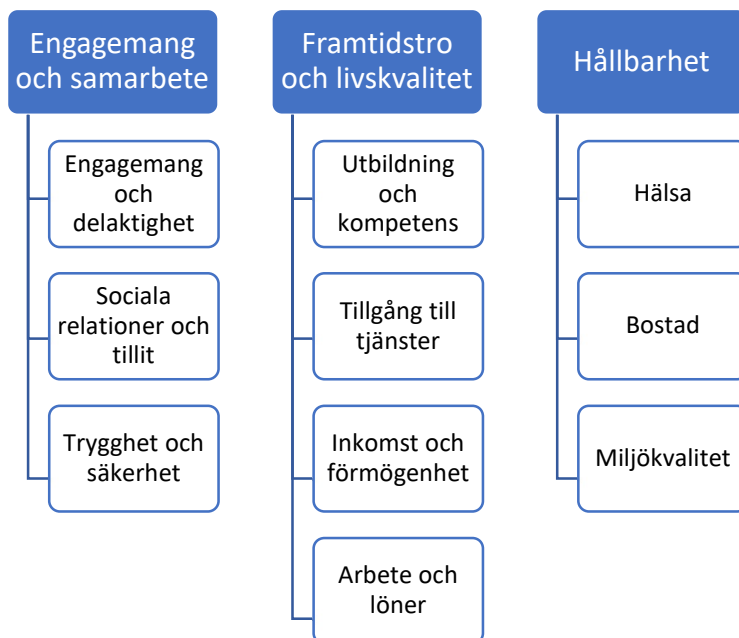 Engagemang
och samarbete
Engagemang
och
delaktighet
Sociala
relationer och
tillit
Trygghet och
säkerhet
Framtidstro
och livskvalitet
Utbildning
och
kompetens
Tillgång till
tjänster
Inkomst och
förmögenhet
Arbete och
löner
Hållbarhet
Hälsa
Bostad
Miljökvalitet